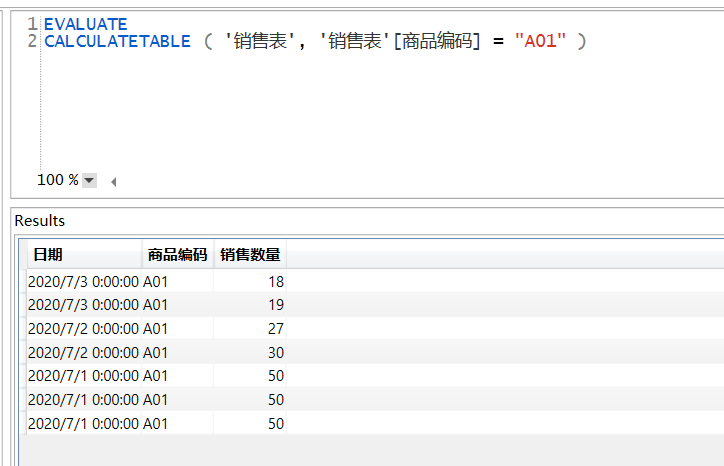 1 EVALUATE
2 CALCULATETABLE ( '销售表', '销售表'[商品编码] = "A01" )
100 %
Results
日期 商品编码 销售数量
2020/7/3 0:00:00 A01 18
2020/7/3 0:00:00 A01 19
2020/7/2 0:00:00 A01 27
2020/7/2 0:00:00 A01 30
2020/7/1 0:00:00 A01 50
2020/7/1 0:00:00 A01 50
2020/7/1 0:00:00 A01 50